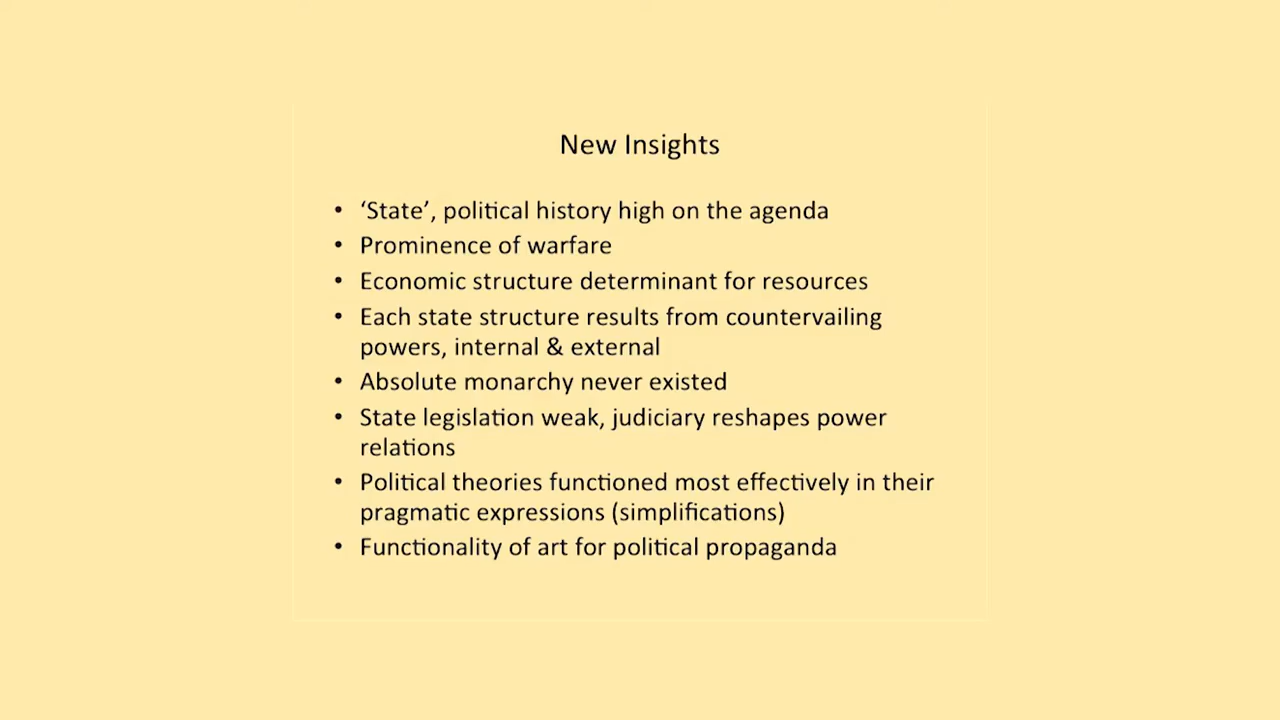 New Insights
• ‘State’, political history high on the agenda
• Prominence of warfare
• Economic structure determinant for resources
• Each state structure results from countervailing
powers, internal & external
• Absolute monarchy never existed
• State legislation weak, judiciary reshapes power
relations
• Political theories functioned most effectively in their
pragmatic expressions (simplifications)
• Functionality of art for political propaganda